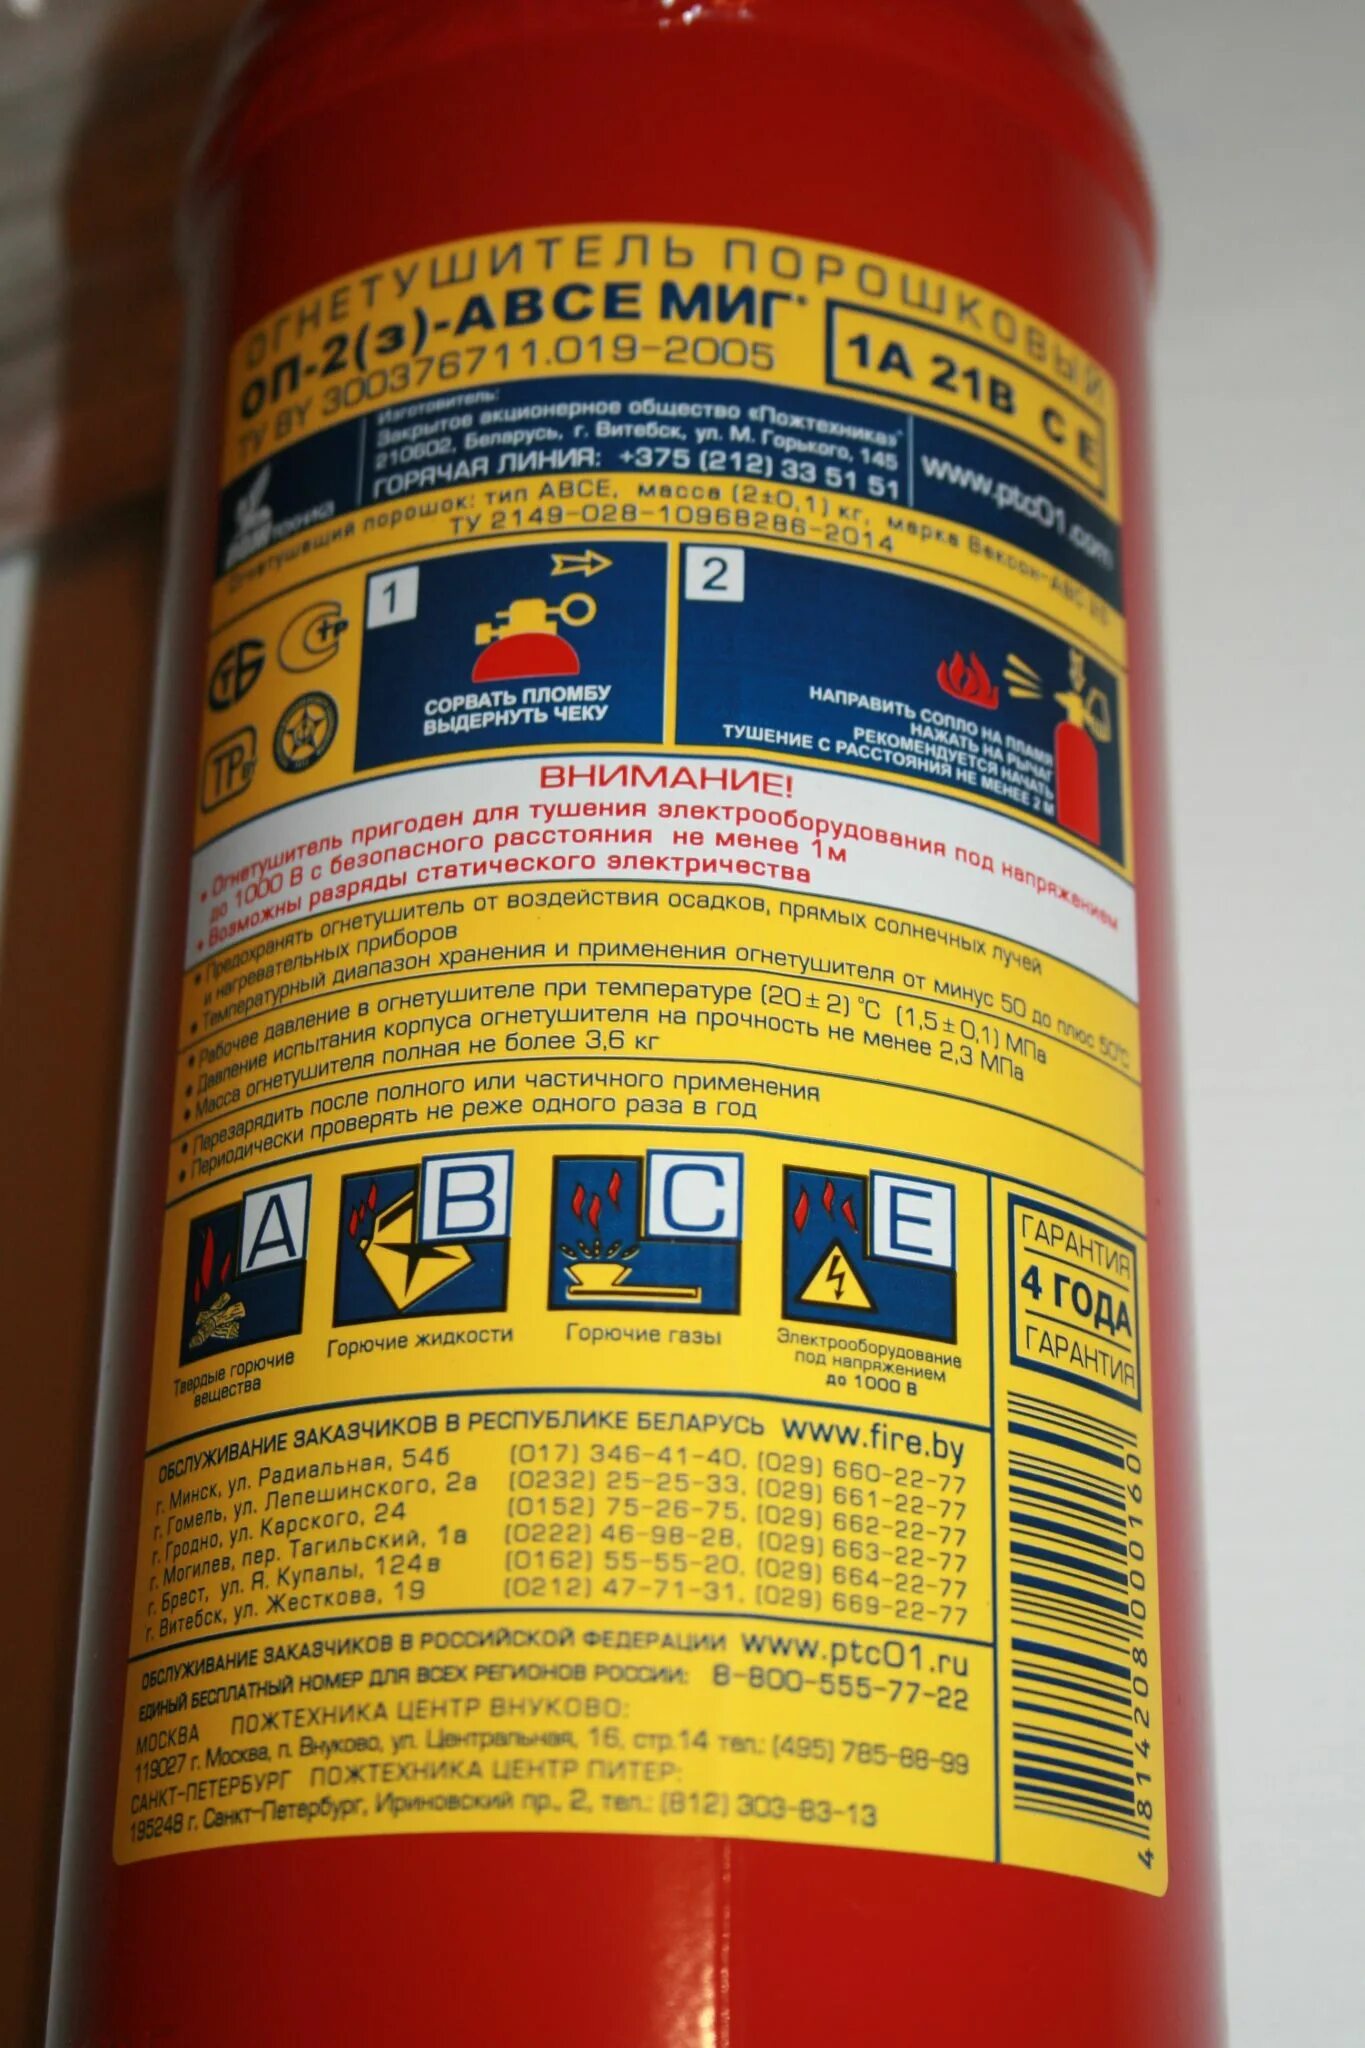 ОГНЕТУШИТЕЛЬ ПОРОШКОВЫЙ
ОП-2(з)-АВСЕ МИГ
ТУ BY 300376711.019-2005
1A 21B C E
Изготовитель:
Закрытое акционерное общество «Пожтехника»
210602, Беларусь, г. Витебск, ул. М. Горького, 145
ГОРЯЧАЯ ЛИНИЯ: +375 (212) 33 51 51
www.ptc01.com
Огнетушащий порошок: тип АВСЕ, масса (2±0,1) кг, марка Вексон-АВС
ТУ 2149-028-10968286-2014
1
СОРВАТЬ ПЛОМБУ
ВЫДЕРНУТЬ ЧЕКУ
2
НАПРАВИТЬ СОПЛО НА ПЛАМЯ
НАЖАТЬ НА РЫЧАГ
РЕКОМЕНДУЕТСЯ НАЧАТЬ
ТУШЕНИЕ С РАССТОЯНИЯ НЕ МЕНЕЕ 2 М
СТБ
ТР
ТР BY
ВНИМАНИЕ!
• Огнетушитель пригоден для тушения электрооборудования под напряжением
до 1000 В с безопасного расстояния не менее 1м
• Возможны разряды статического электричества
• Предохранять огнетушитель от воздействия осадков, прямых солнечных лучей
и нагревательных приборов
• Температурный диапазон хранения и применения огнетушителя от минус 50 до плюс 50°C
• Рабочее давление в огнетушителе при температуре (20±2) °C (1,5±0,1) МПа
• Давление испытания корпуса огнетушителя на прочность не менее 2,3 МПа
• Масса огнетушителя полная не более 3,6 кг
• Перезарядить после полного или частичного применения
• Периодически проверять не реже одного раза в год
A
Твердые горючие
вещества
B
Горючие жидкости
C
Горючие газы
E
Электрооборудование
под напряжением
до 1000 В
ГАРАНТИЯ
4 ГОДА
ГАРАНТИЯ
ОБСЛУЖИВАНИЕ ЗАКАЗЧИКОВ В РЕСПУБЛИКЕ БЕЛАРУСЬ www.fire.by
г. Минск, ул. Радиальная, 54б (017) 346-41-40, (029) 660-22-77
г. Гомель, ул. Лепешинского, 2а (0232) 25-25-33, (029) 661-22-77
г. Гродно, ул. Карского, 24 (0152) 75-26-75, (029) 662-22-77
г. Могилев, пер. Тагильский, 1а (0222) 46-98-28, (029) 663-22-77
г. Брест, ул. Я. Купалы, 124в (0162) 55-55-20, (029) 664-22-77
г. Витебск, ул. Жесткова, 19 (0212) 47-71-31, (029) 669-22-77
ОБСЛУЖИВАНИЕ ЗАКАЗЧИКОВ В РОССИЙСКОЙ ФЕДЕРАЦИИ www.ptc01.ru
ЕДИНЫЙ БЕСПЛАТНЫЙ НОМЕР ДЛЯ ВСЕХ РЕГИОНОВ РОССИИ: 8-800-555-77-22
МОСКВА ПОЖТЕХНИКА ЦЕНТР ВНУКОВО:
119027 г. Москва, п. Внуково, ул. Центральная, 16, стр.14 тел.: (495) 785-88-99
САНКТ-ПЕТЕРБУРГ ПОЖТЕХНИКА ЦЕНТР ПИТЕР:
195248 г. Санкт-Петербург, Ириновский пр., 2, тел.: (812) 303-83-13
4 814208 000160